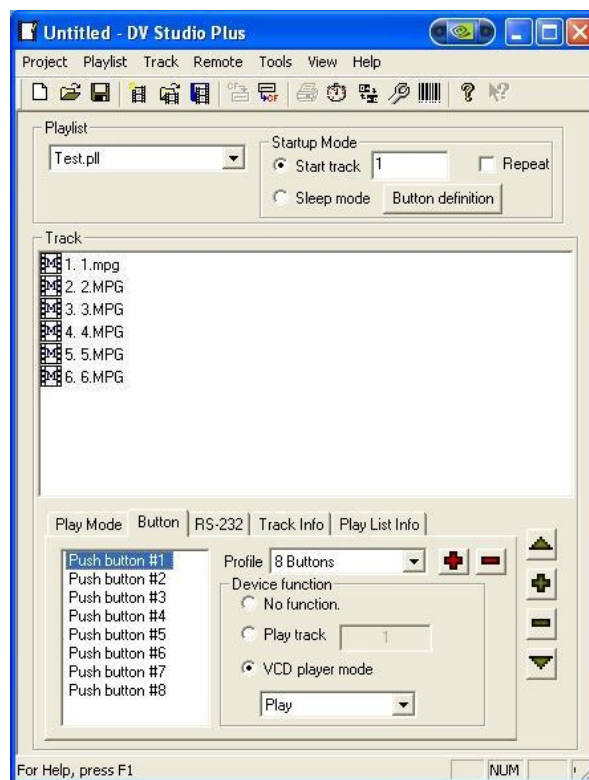 Untitled - DV Studio Plus
Project Playlist Track Remote Tools View Help
Playlist
Test.pll
Startup Mode
Start track 1 Repeat
Sleep mode Button definition
Track
1. 1.mpg
2. 2.MPG
3. 3.MPG
4. 4.MPG
5. 5.MPG
6. 6.MPG
Play Mode Button RS-232 Track Info Play List Info
Push button #1
Push button #2
Push button #3
Push button #4
Push button #5
Push button #6
Push button #7
Push button #8
Profile 8 Buttons
Device function
No function.
Play track 1
VCD player mode
Play
For Help, press F1
NUM